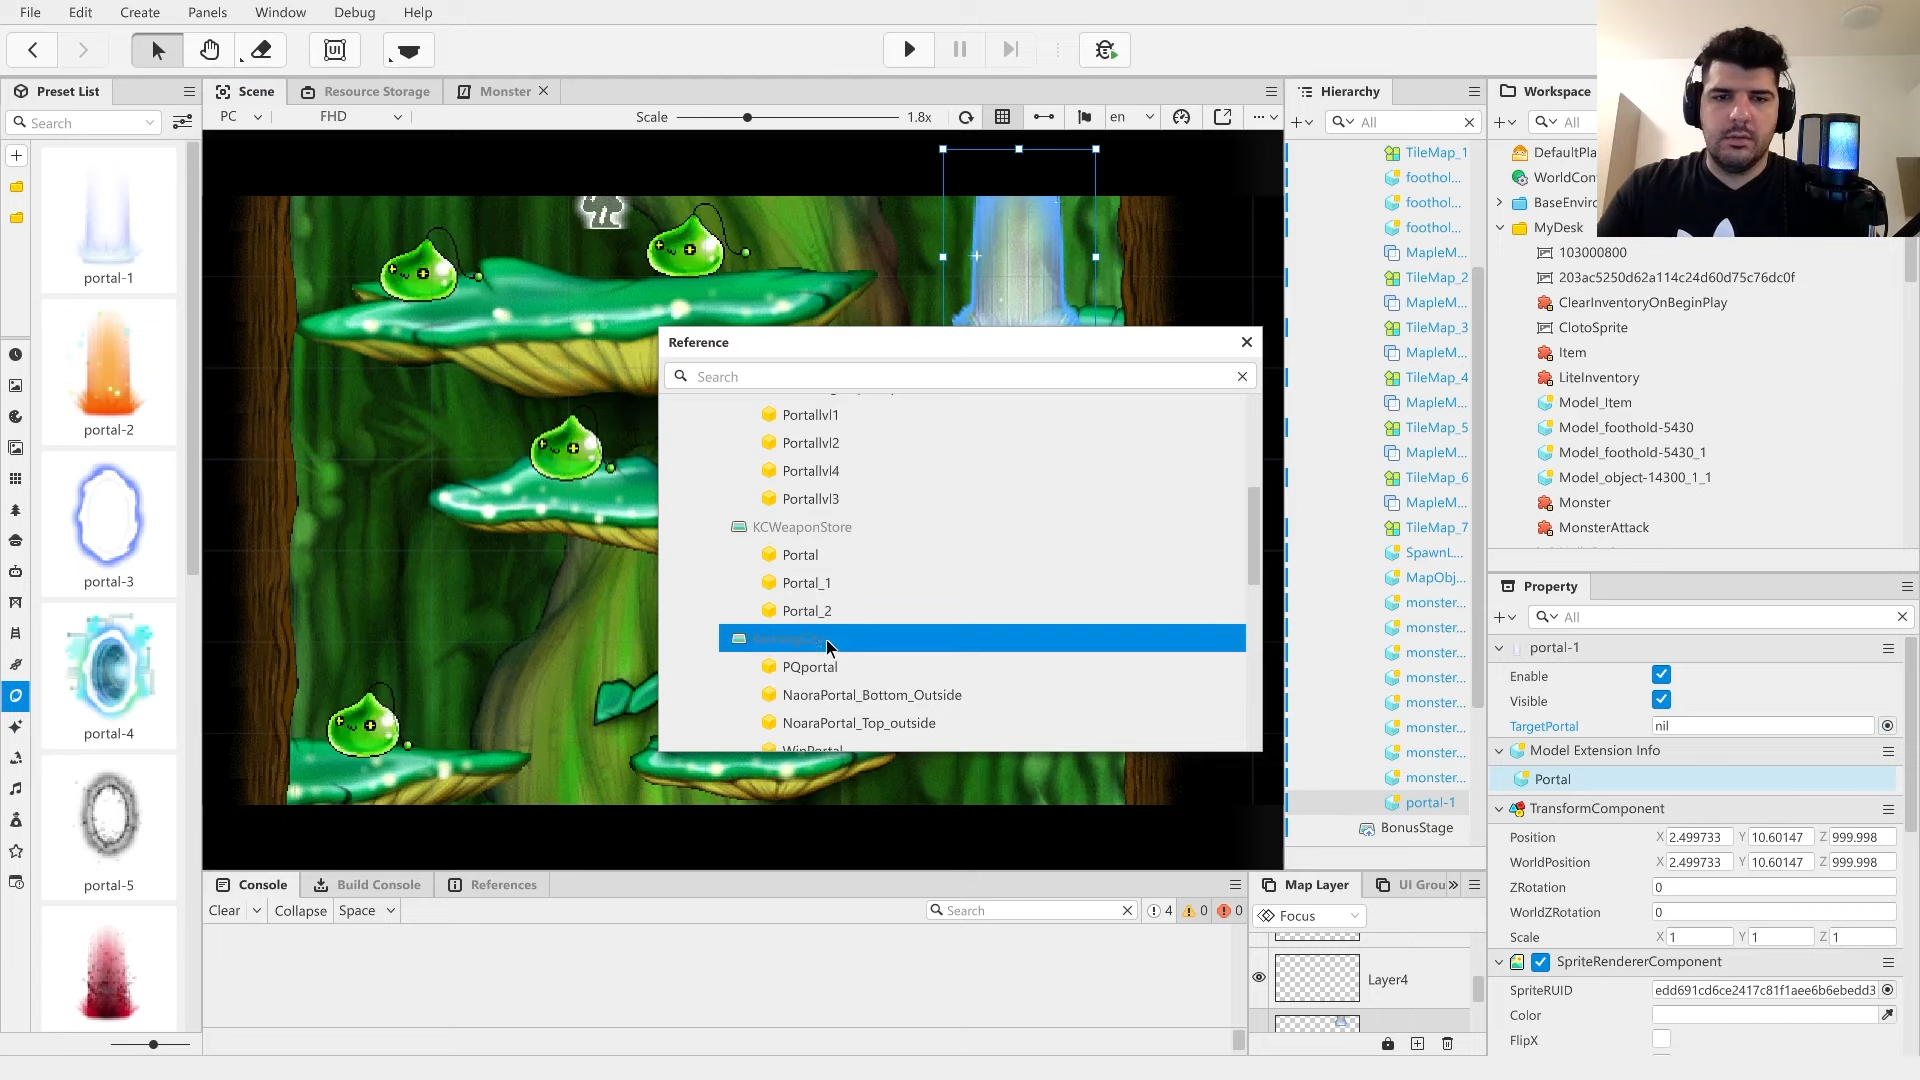 File Edit Create Panels Window Debug Help
Preset List
Scene Resource Storage Monster
Hierarchy
Workspace
Search
PC FHD Scale 1.8x en
All
All
portal-1
portal-2
portal-3
portal-4
portal-5
Reference
Search
Portallvl1
Portallvl2
Portallvl4
Portallvl3
KCWeaponStore
Portal
Portal_1
Portal_2
PQportal
NaoraPortal_Bottom_Outside
NoaraPortal_Top_outside
WinPortal
TileMap_1
foothol...
foothol...
foothol...
MapleM...
TileMap_2
MapleM...
TileMap_3
MapleM...
TileMap_4
MapleM...
TileMap_5
MapleM...
TileMap_6
MapleM...
TileMap_7
SpawnL...
MapObj...
monster...
monster...
monster...
monster...
monster...
monster...
monster...
monster...
portal-1
BonusStage
DefaultPla
WorldCon
BaseEnviro
MyDesk
103000800
203ac5250d62a114c24d60d75c76dc0f
ClearInventoryOnBeginPlay
ClotoSprite
Item
LiteInventory
Model_Item
Model_foothold-5430
Model_foothold-5430_1
Model_object-14300_1_1
Monster
MonsterAttack
Property
All
portal-1
Enable
Visible
TargetPortal nil
Model Extension Info
Portal
TransformComponent
Position X 2.499733 Y 10.60147 Z 999.998
WorldPosition X 2.499733 Y 10.60147 Z 999.998
ZRotation 0
WorldZRotation 0
Scale X 1 Y 1 Z 1
SpriteRendererComponent
SpriteRUID edd691cd6ce2417c81f1aee6b6ebedd3
Color
FlipX
Console Build Console References
Clear Collapse Space Search 4 0 0
Map Layer UI Grou
Focus
Layer4